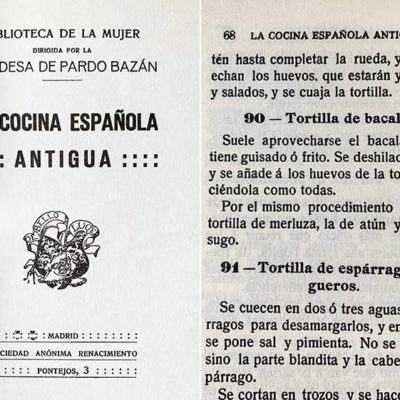 BLIOTECA DE LA MUJER
DIRIGIDA POR LA
DESA DE PARDO BAZÁN
COCINA ESPAÑOLA
: ANTIGUA ::::
MADRID
CIEDAD ANÓNIMA RENACIMIENTO
PONTEJOS, 3
68 LA COCINA ESPAÑOLA ANTIG
tén hasta completar la rueda, y
echan los huevos, que estarán y
y salados, y se cuaja la tortilla.
90 — Tortilla de bacal
Suele aprovecharse el bacala
tiene guisado ó frito. Se deshilac
y se añade á los huevos de la to
ciéndola como todas.
Por el mismo procedimiento
tortilla de merluza, la de atún y
sugo.
91 — Tortilla de espárrag
gueros.
Se cuecen en dos ó tres aguas
rragos para desamargarlos, y en
se pone sal y pimienta. No se
sino la parte blandita y la cabe
párrago.
Se cortan en trozos y se hace